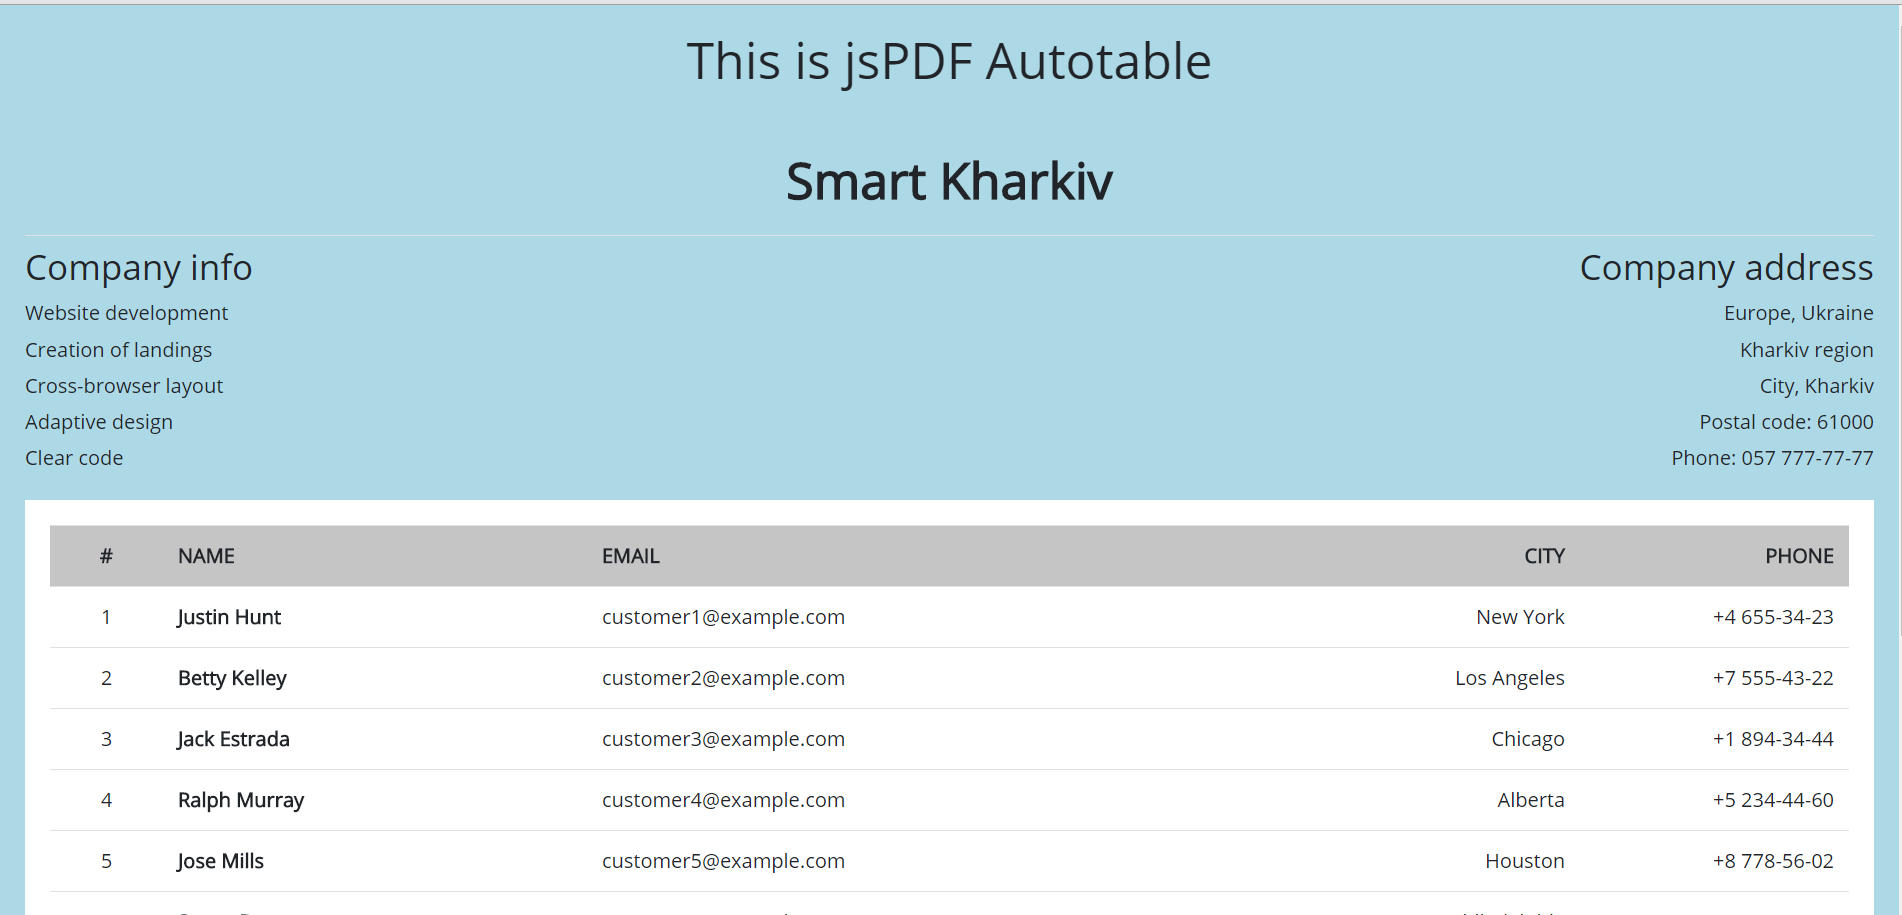 This is jsPDF Autotable
Smart Kharkiv
Company info
Website development
Creation of landings
Cross-browser layout
Adaptive design
Clear code
Company address
Europe, Ukraine
Kharkiv region
City, Kharkiv
Postal code: 61000
Phone: 057 777-77-77
# NAME EMAIL CITY PHONE
1 Justin Hunt customer1@example.com New York +4 655-34-23
2 Betty Kelley customer2@example.com Los Angeles +7 555-43-22
3 Jack Estrada customer3@example.com Chicago +1 894-34-44
4 Ralph Murray customer4@example.com Alberta +5 234-44-60
5 Jose Mills customer5@example.com Houston +8 778-56-02